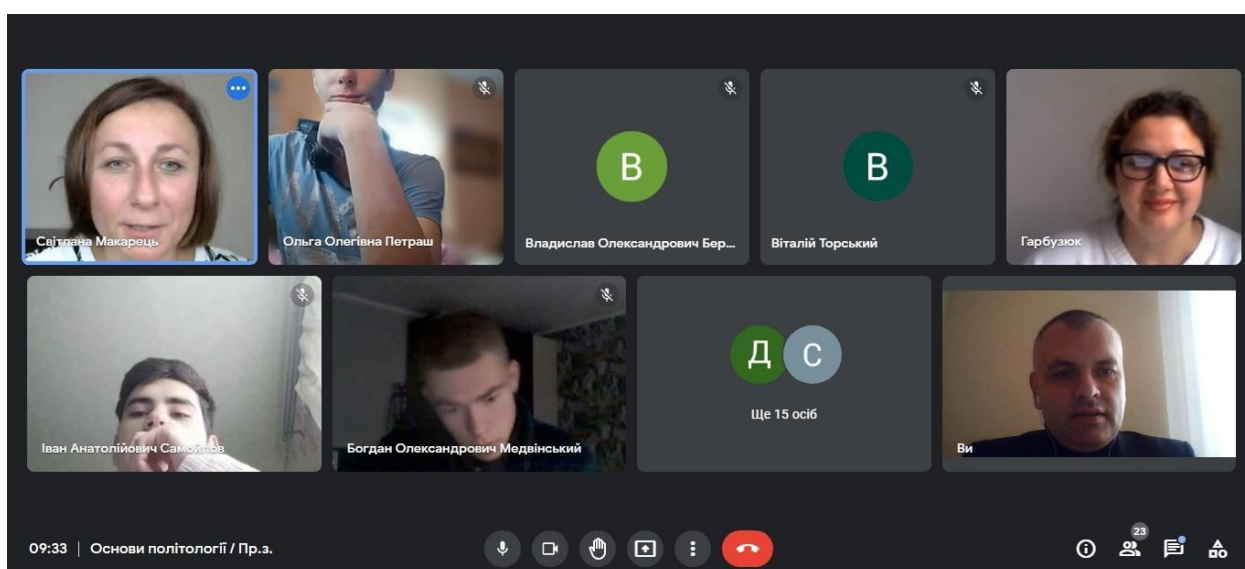 Світлана Макарець
Ольга Олегівна Петраш
В
Владислав Олександрович Бер...
В
Віталій Торський
Гарбузюк
Іван Анатолійович Самойлов
Богдан Олександрович Медвінський
Д С
Ще 15 осіб
Ви
09:33 | Основи політології / Пр.з.
23